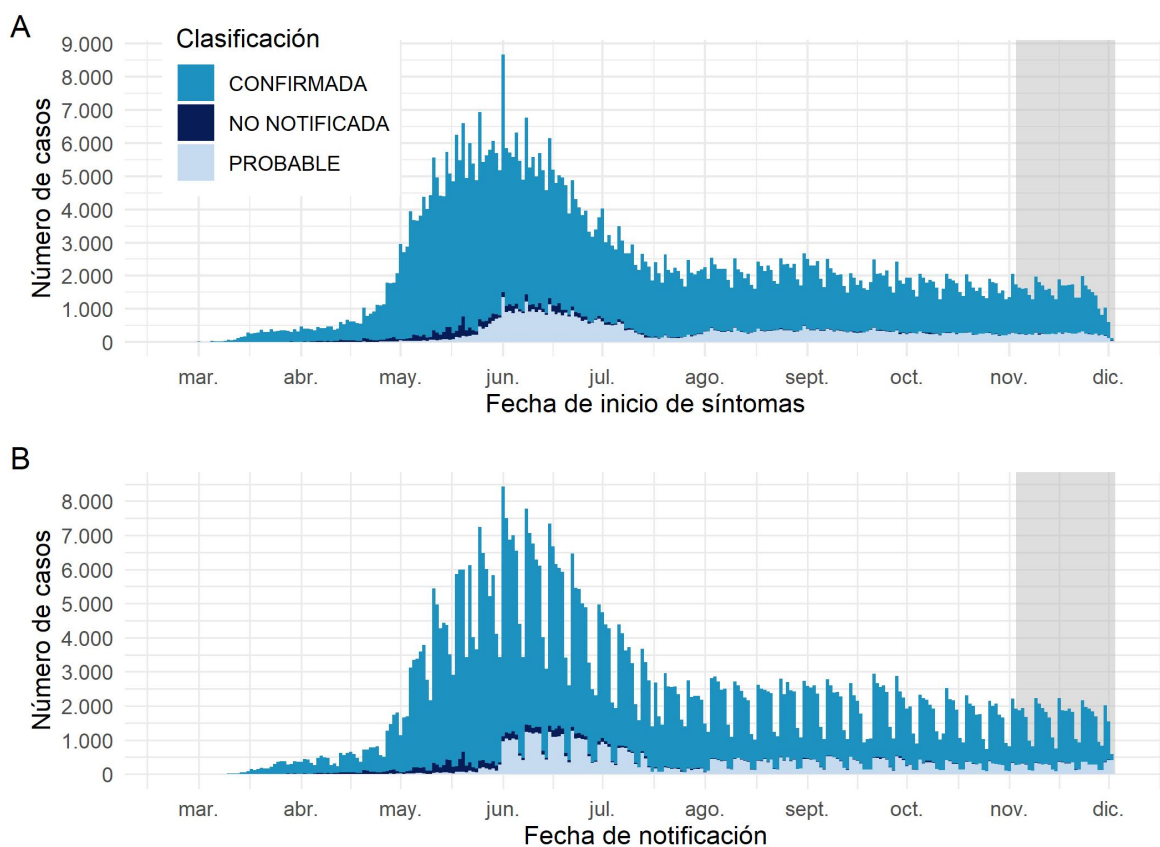 A
Clasificación
CONFIRMADA
NO NOTIFICADA
PROBABLE
Número de casos
9.000
8.000
7.000
6.000
5.000
4.000
3.000
2.000
1.000
0
mar. abr. may. jun. jul. ago. sept. oct. nov. dic.
Fecha de inicio de síntomas
B
Número de casos
8.000
7.000
6.000
5.000
4.000
3.000
2.000
1.000
0
mar. abr. may. jun. jul. ago. sept. oct. nov. dic.
Fecha de notificación